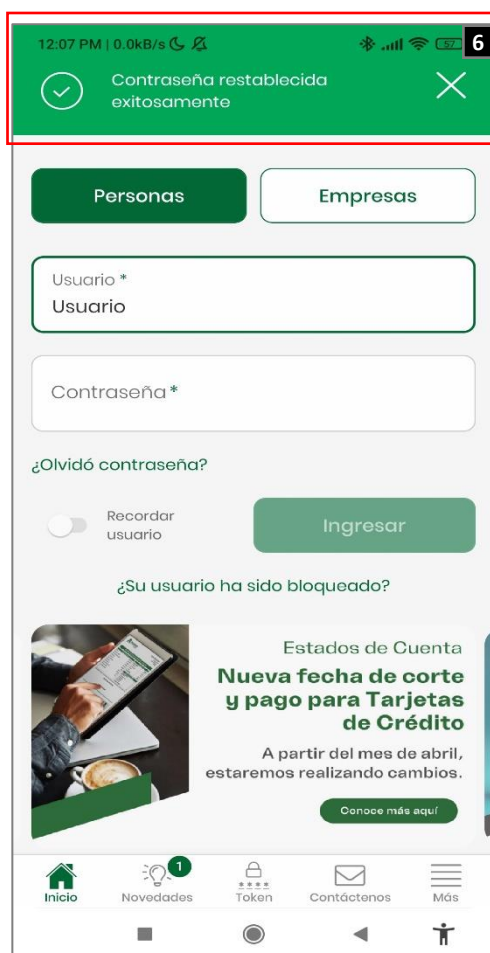 12:07 PM | 0.0kB/s
57
6
Contraseña restablecida
exitosamente
Personas
Empresas
Usuario *
Usuario
Contraseña *
¿Olvidó contraseña?
Recordar
usuario
Ingresar
¿Su usuario ha sido bloqueado?
Estados de Cuenta
Nueva fecha de corte
y pago para Tarjetas
de Crédito
A partir del mes de abril,
estaremos realizando cambios.
Conoce más aquí
1
****
Inicio
Novedades
Token
Contáctenos
Más